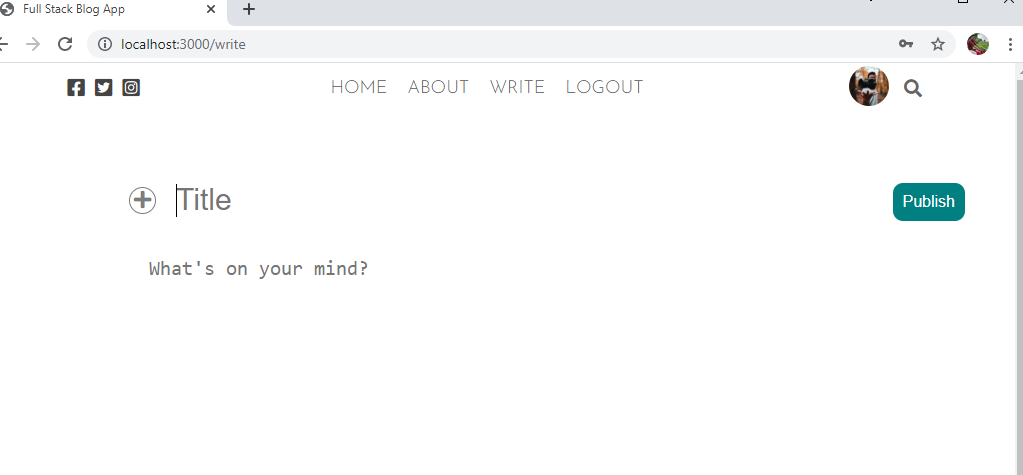 Full Stack Blog App
localhost:3000/write
HOME ABOUT WRITE LOGOUT
Title
Publish
What's on your mind?